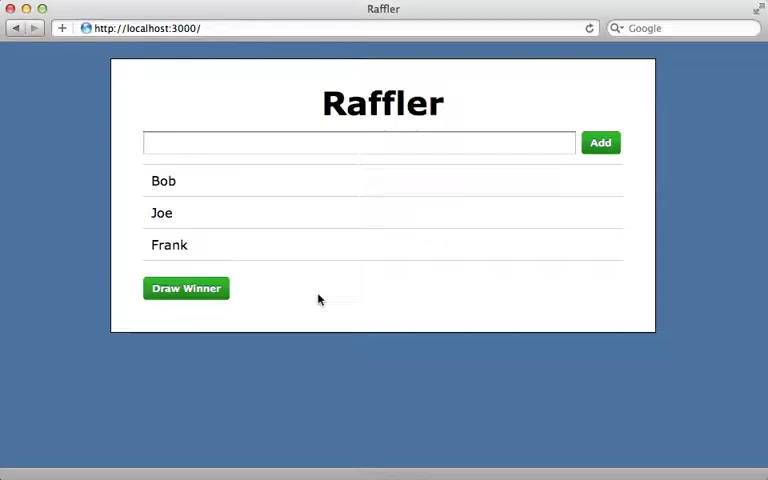 Raffler
http://localhost:3000/
Google
Raffler
Add
Bob
Joe
Frank
Draw Winner